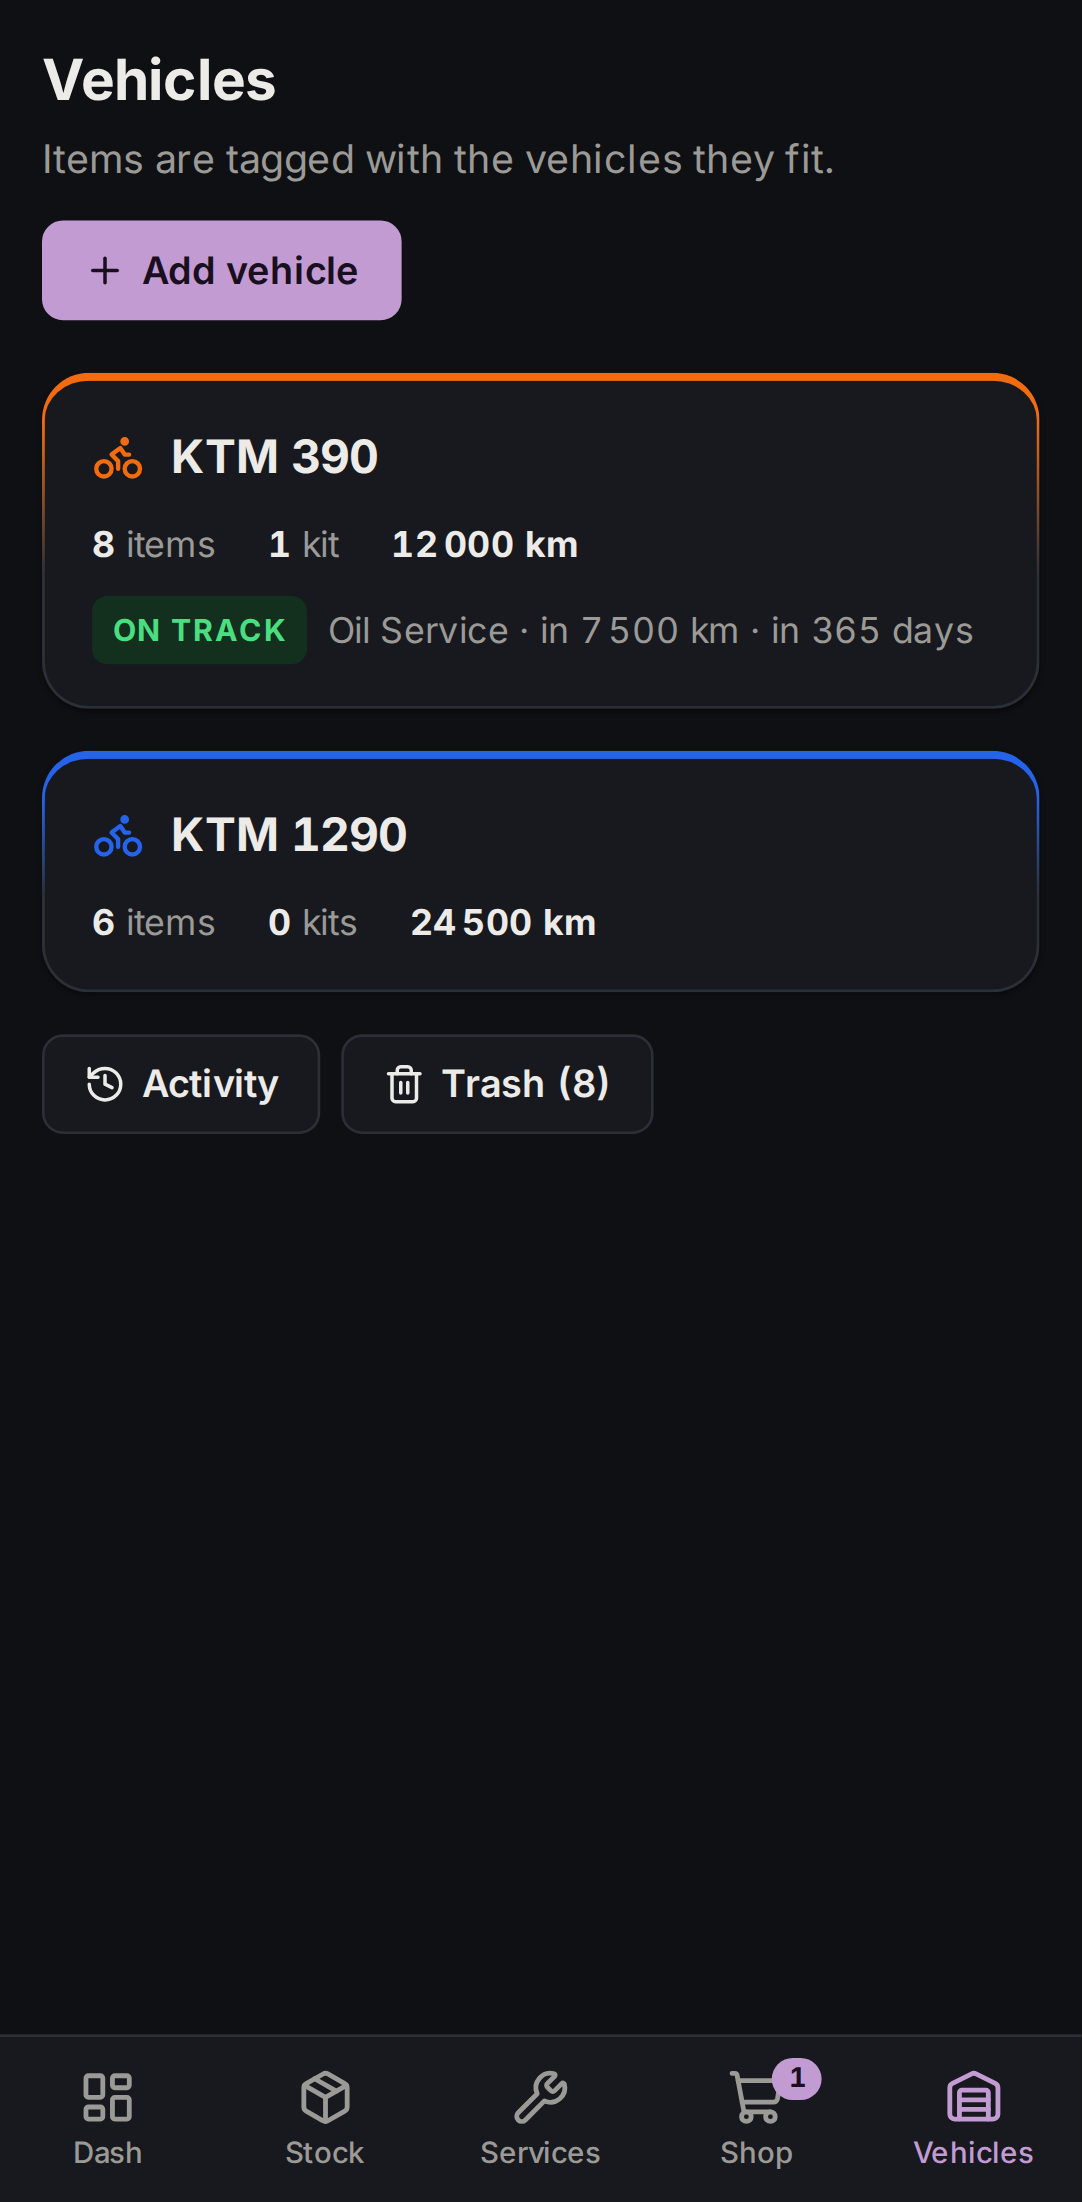 Vehicles
Items are tagged with the vehicles they fit.
Add vehicle
KTM 390
8 items 1 kit 12 000 km
ON TRACK Oil Service · in 7 500 km · in 365 days
KTM 1290
6 items 0 kits 24 500 km
Activity Trash (8)
1
Dash Stock Services Shop Vehicles